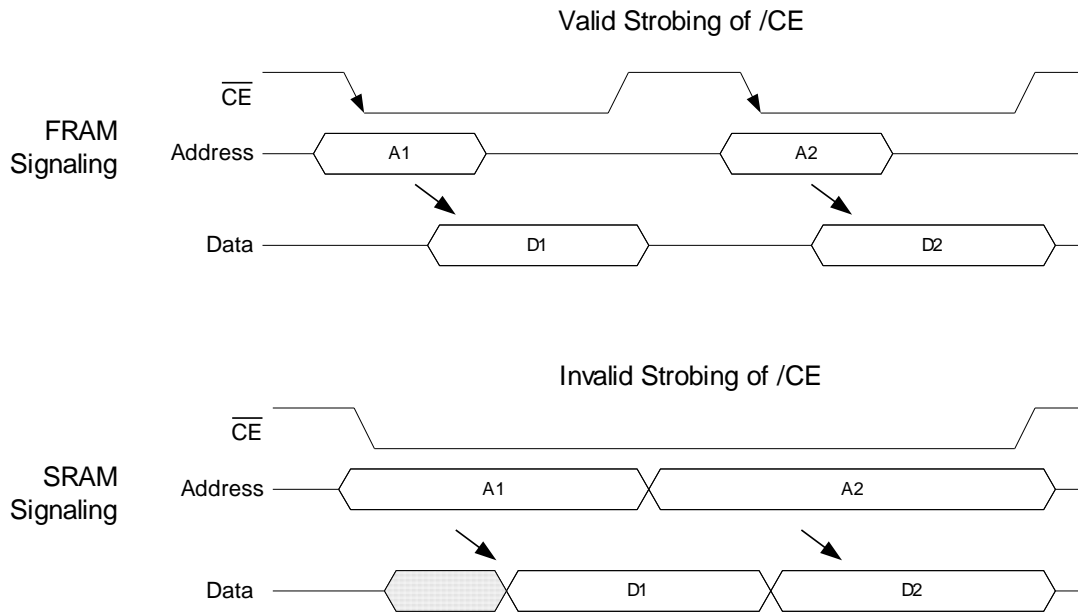 Valid Strobing of /CE
CE
FRAM
Signaling
Address
A1
A2
Data
D1
D2
Invalid Strobing of /CE
CE
SRAM
Signaling
Address
A1
A2
Data
D1
D2